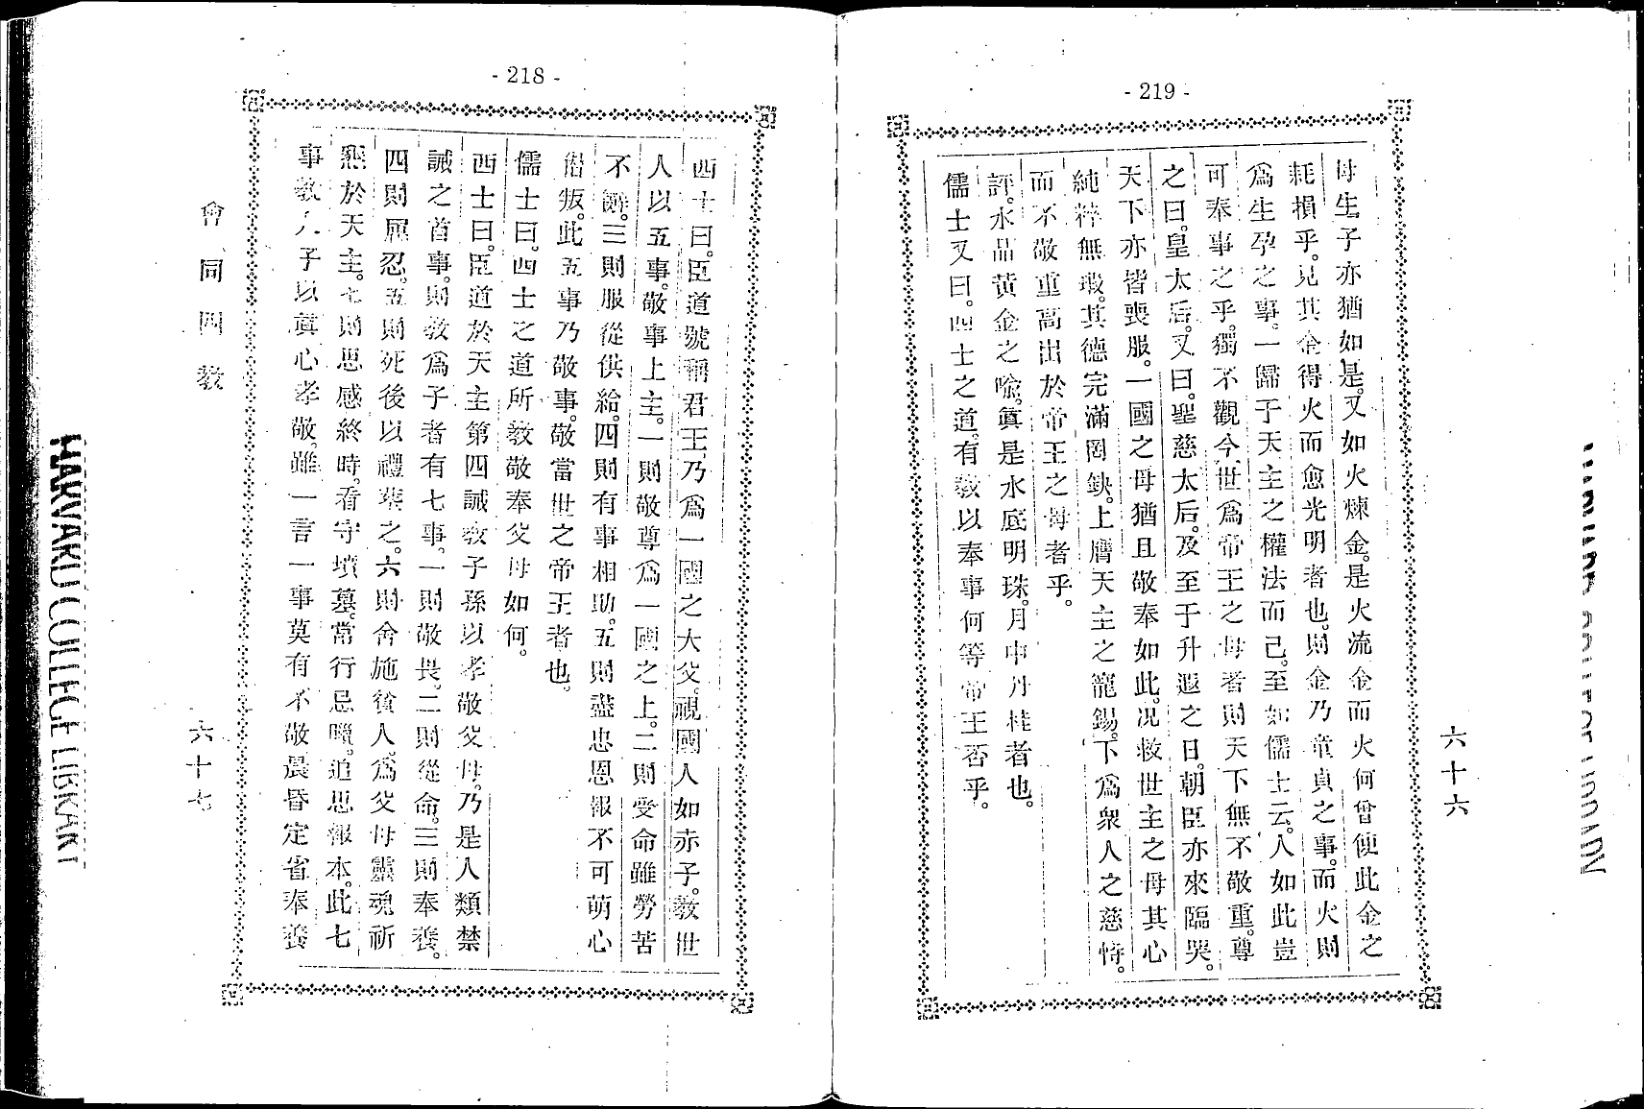 - 219 -
六十六
母生子亦猶如是。又如火煉金。是火流金而火何曾使此金之
耗損乎。見其金得火而愈光明者也。則金乃童貞之事。而火則
爲生孕之事。一歸于天主之權法而已。至如儒士云。人如此豈
可奉事之乎。獨不觀今世爲帝王之母者則天下無不敬重。尊
之曰。皇太后。又曰。聖慈太后。及至于升遐之日。朝臣亦來臨哭。
天下亦皆喪服。一國之母猶且敬奉如此。况救世主之母其心
純粹無瑕。其德完滿罔缺。上膺天主之寵錫。下爲衆人之慈恃。
而不敬重高出於帝王之母者乎。
評。水晶黃金之喻。眞是水底明珠。月中丹桂者也。
儒士又曰。西士之道。有敎以奉事何等帝王否乎。
- 218 -
西士曰。臣道號稱君王乃爲一國之大父。視國人如赤子。敎世
人以五事。敬事上主。一則敬尊爲一國之上。二則受命雖勞苦
不辭。三則服從供給。四則有事相助。五則盡忠恩報不可萌心
僭叛。此五事乃敬事。敬當世之帝王者也。
儒士曰。西士之道所敎敬奉父母如何。
西士曰。臣道於天主第四誡敎子孫以孝敬父母。乃是人類禁
誡之首事。則敎爲子者有七事。一則敬畏。二則從命。三則奉養。
四則屈忍。五則死後以禮葬之。六則舍施貧人。爲父母靈魂祈
懇於天主。七則思感終時。看守墳墓。當行忌臘。追思報本。此七
事敎人子以眞心孝敬。雖一言一事莫有不敬晨昏定省奉養
會同四敎
六十七
HARVARD COLLEGE LIBRARY